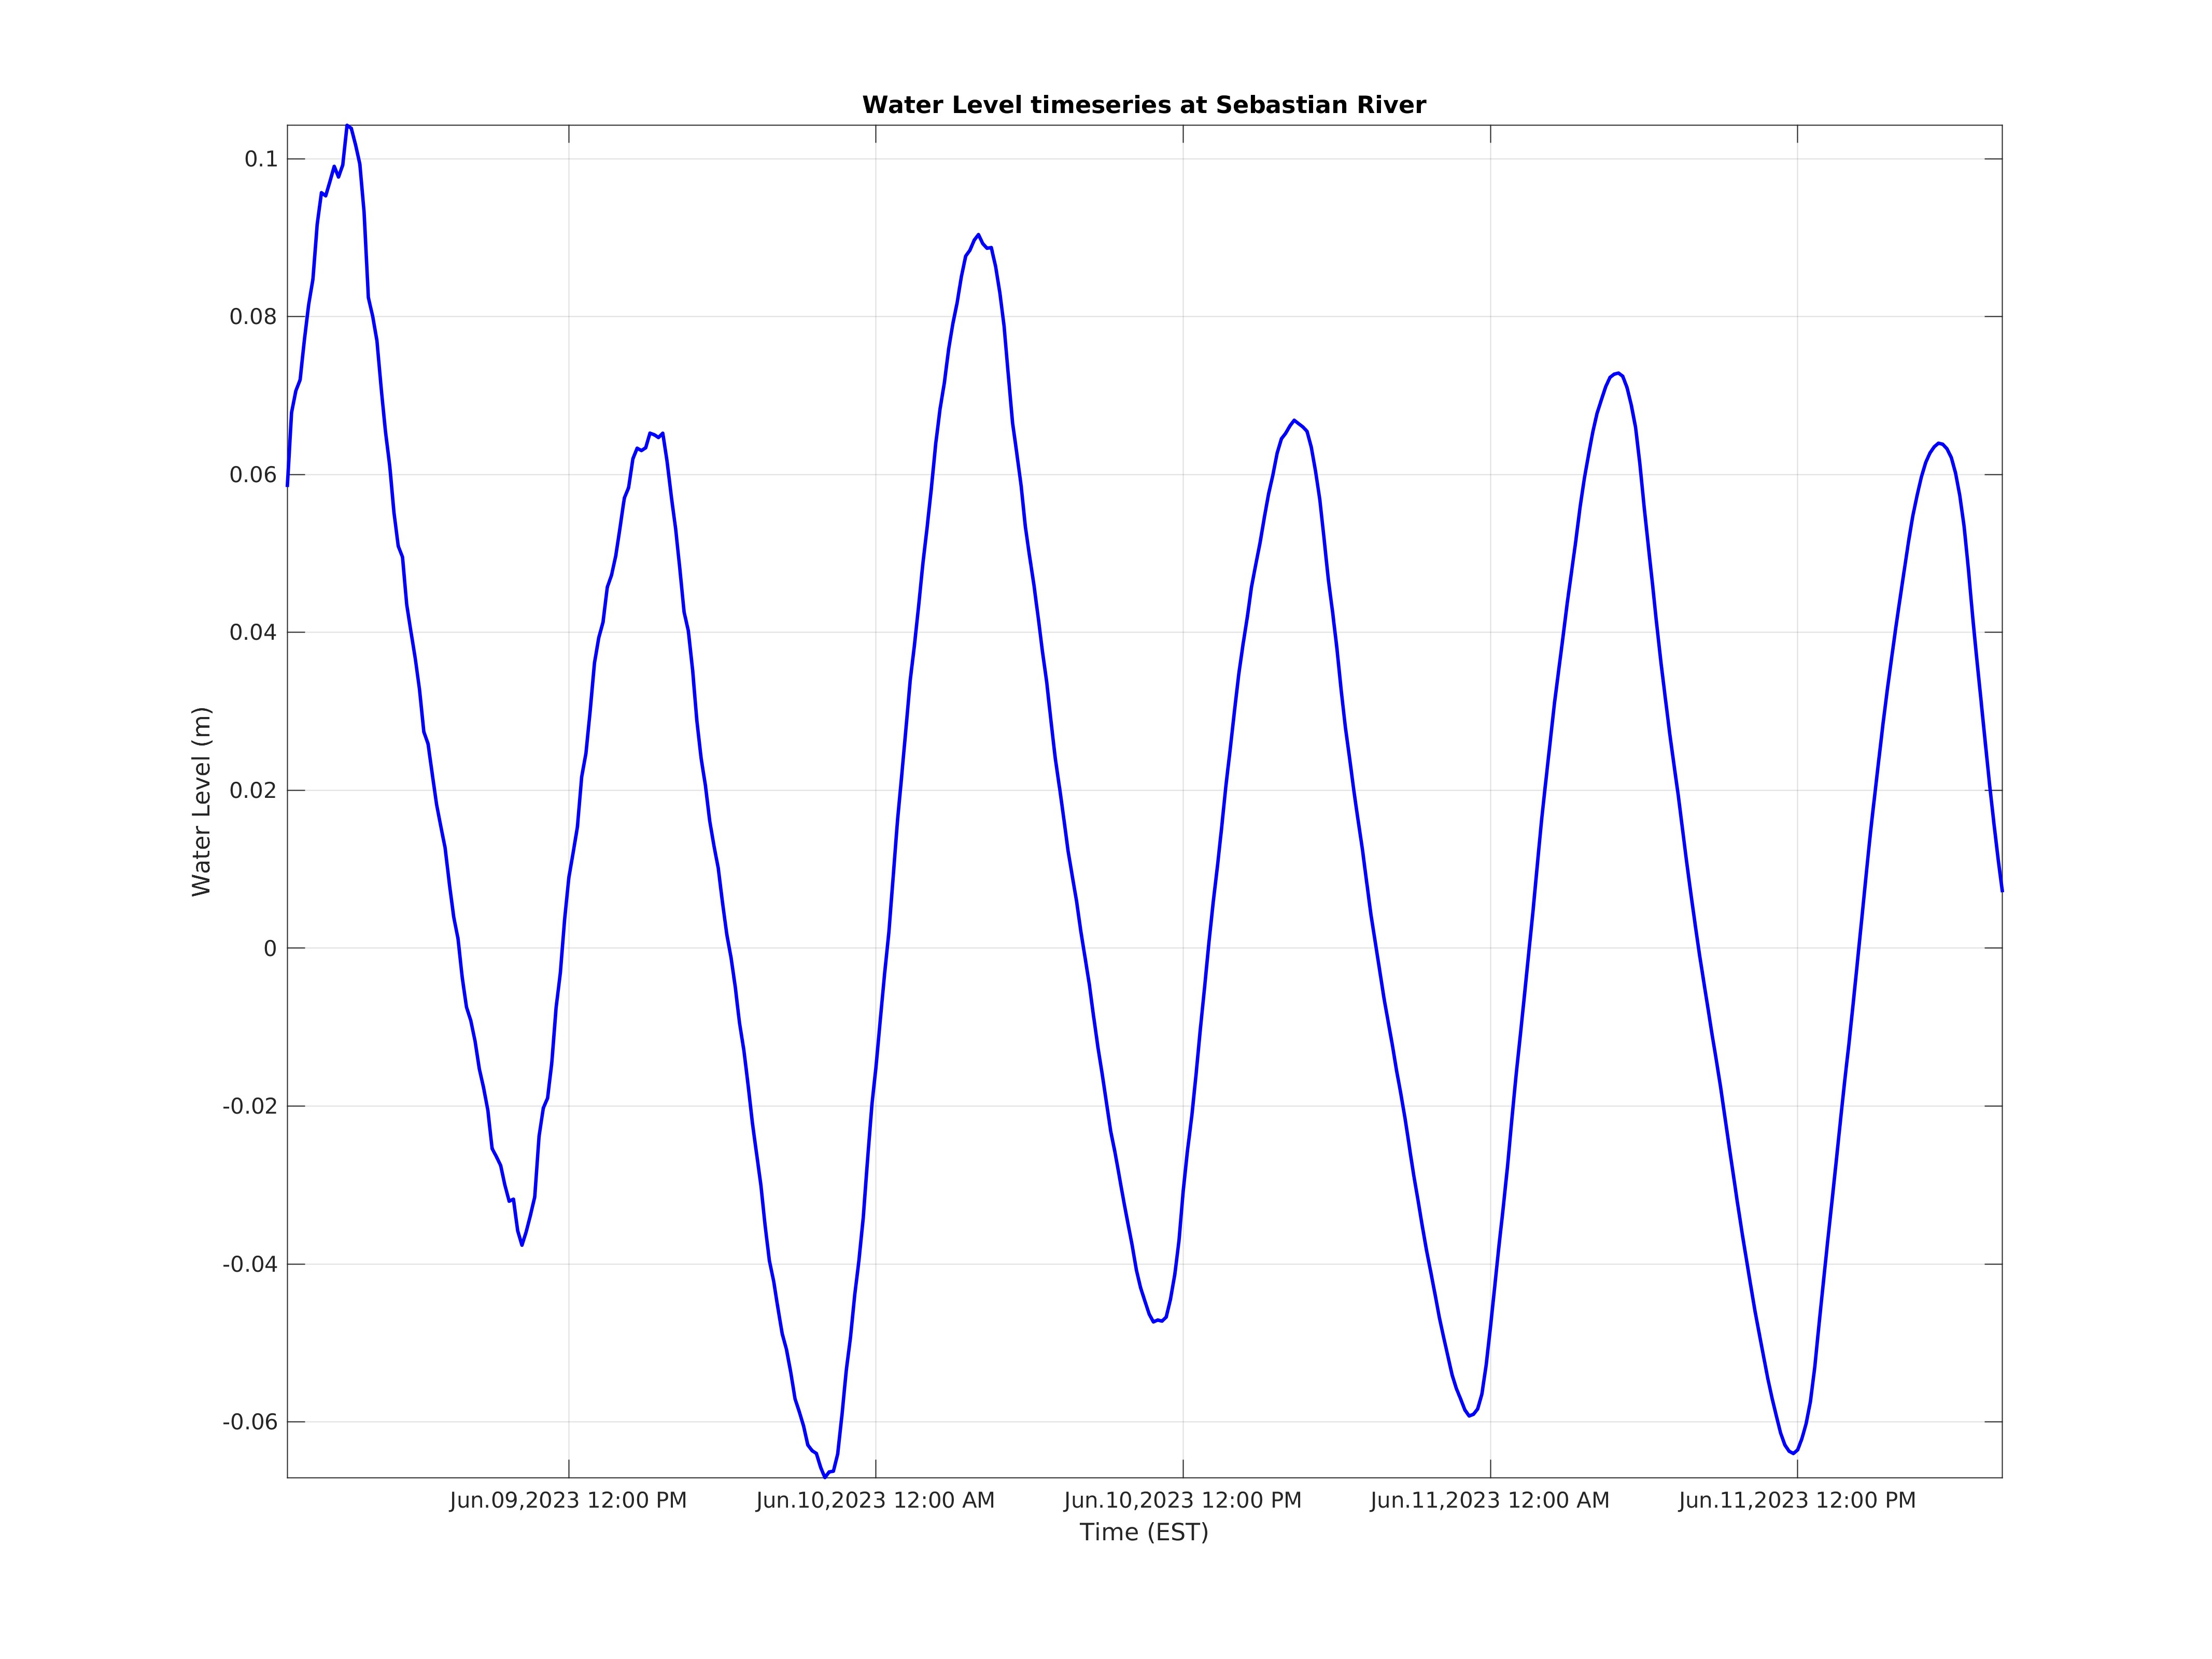 Water Level timeseries at Sebastian River
0.1
0.08
0.06
0.04
0.02
0
-0.02
-0.04
-0.06
Water Level (m)
Jun.09,2023 12:00 PM
Jun.10,2023 12:00 AM
Jun.10,2023 12:00 PM
Jun.11,2023 12:00 AM
Jun.11,2023 12:00 PM
Time (EST)